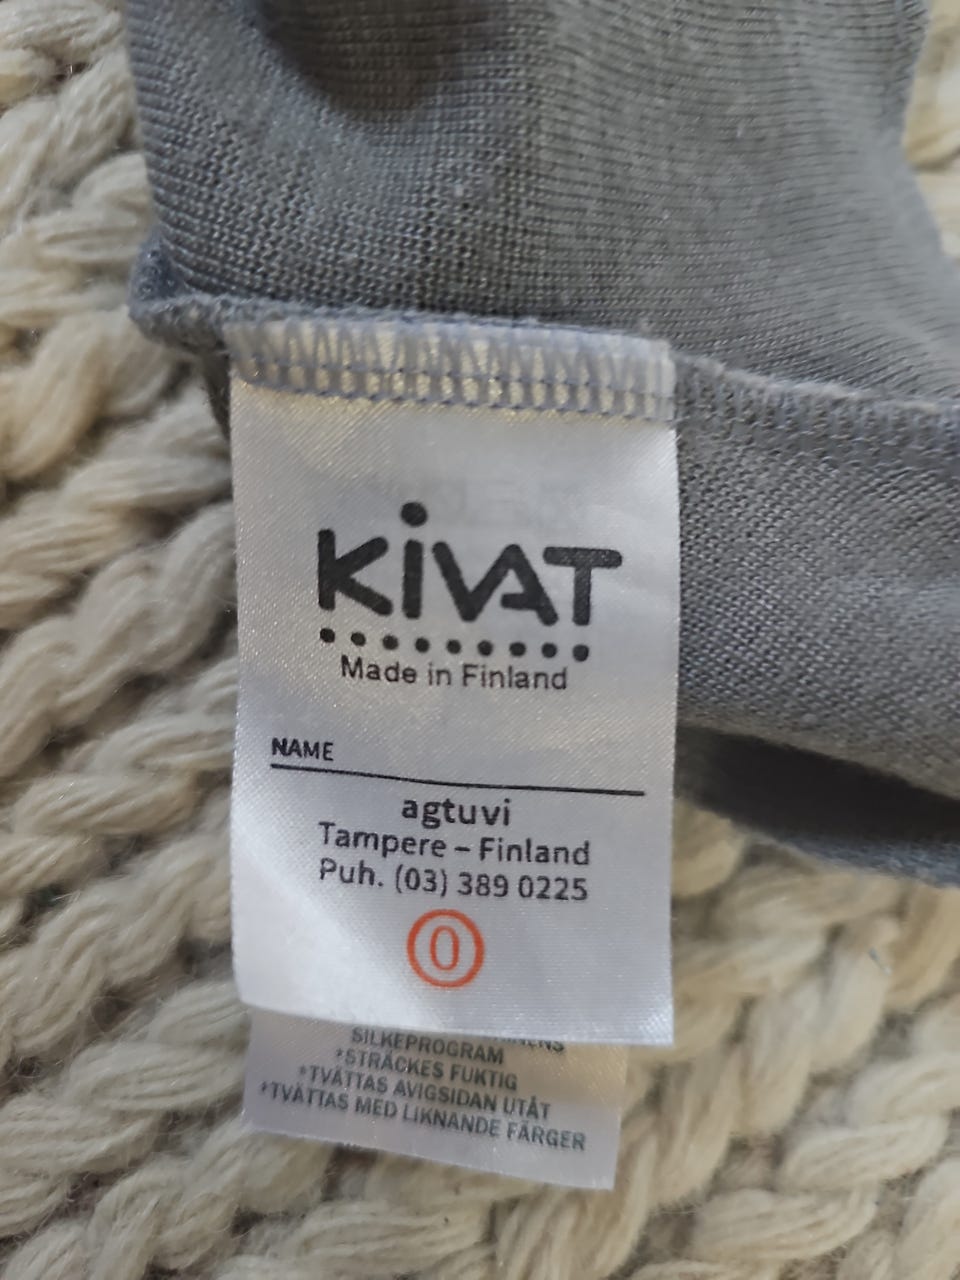 KiVAT
Made in Finland
NAME
agtuvi
Tampere – Finland
Puh. (03) 389 0225
0
SILKEPROGRAM
*STRÄCKES FUKTIG
*TVÄTTAS AVIGSIDAN UTÅT
*TVÄTTAS MED LIKNANDE FÄRGER